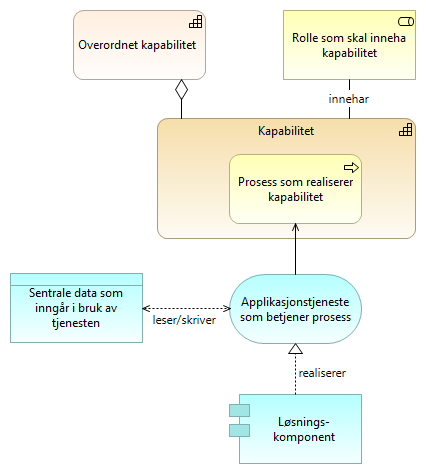 Overordnet kapabilitet
Rolle som skal inneha
kapabilitet
innehar
Kapabilitet
Prosess som realiserer
kapabilitet
Sentrale data som
inngår i bruk av
tjenesten
leser/skriver
Applikasjonstjeneste
som betjener prosess
realiserer
Løsnings-
komponent